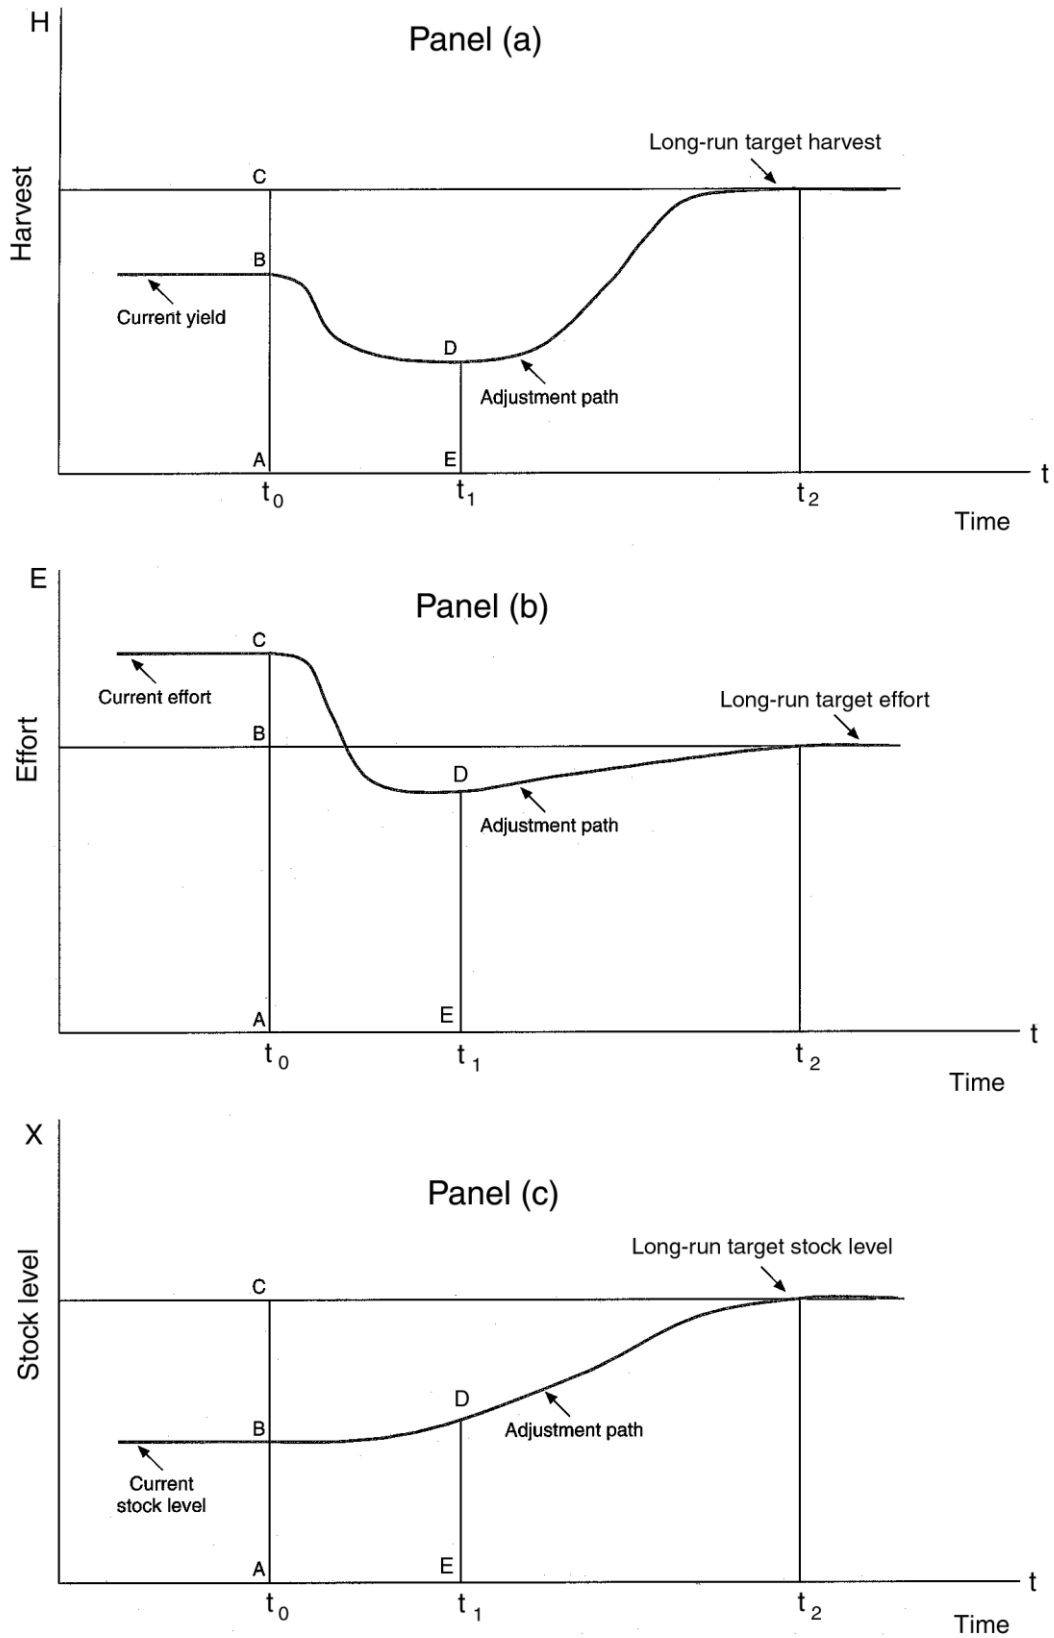 H
Panel (a)
Long-run target harvest
C
Harvest
B
Current yield
D
Adjustment path
A
E
t
t0
t1
t2
Time
E
Panel (b)
C
Current effort
Long-run target effort
B
Effort
D
Adjustment path
A
E
t
t0
t1
t2
Time
X
Panel (c)
Long-run target stock level
C
Stock level
D
B
Adjustment path
Current
stock level
A
E
t
t0
t1
t2
Time